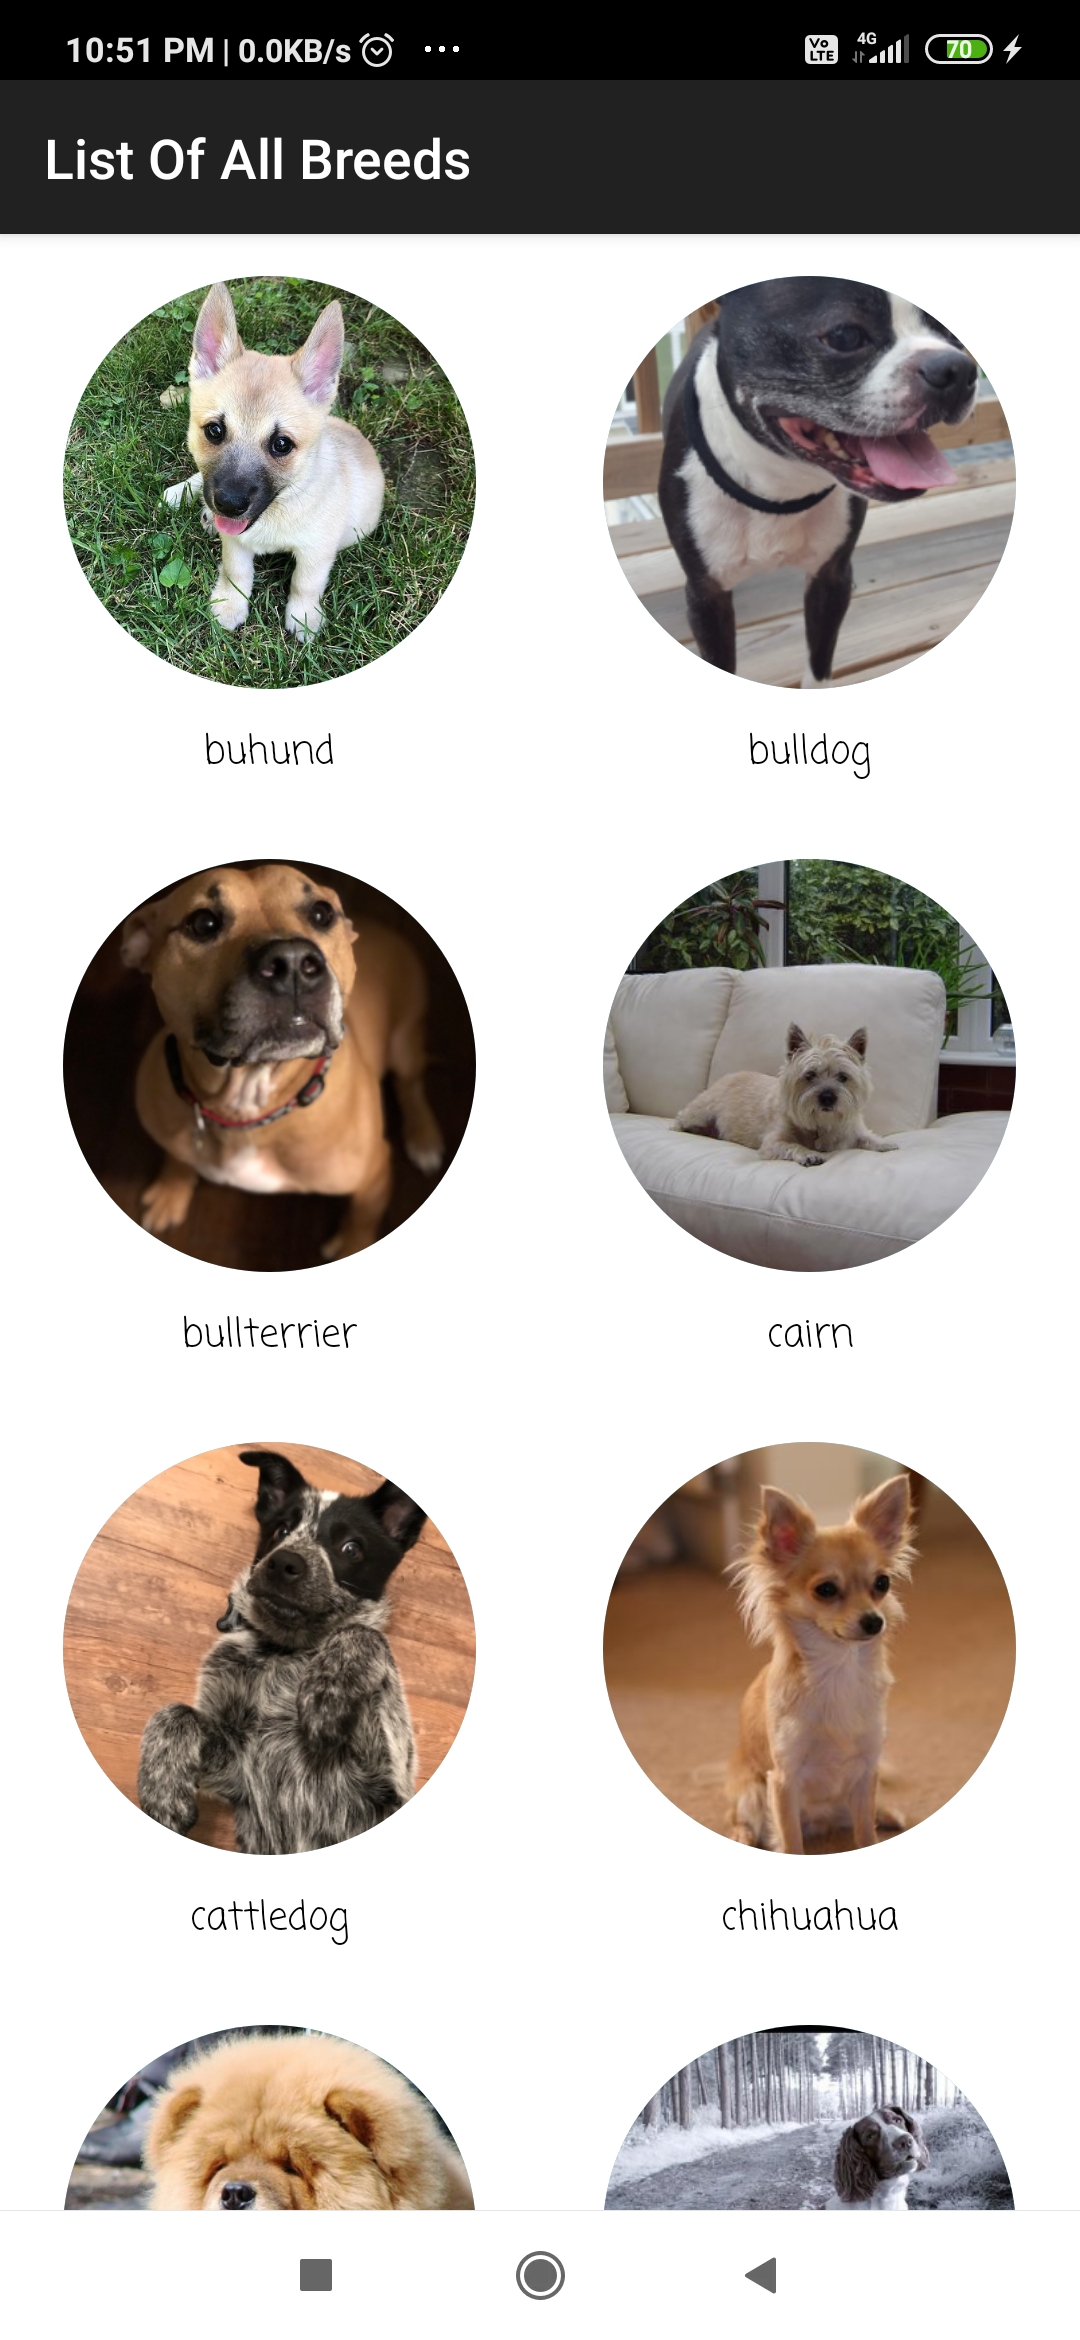 10:51 PM | 0.0KB/s ... Vo LTE 4G 70
List Of All Breeds
buhund bulldog
bullterrier cairn
cattledog chihuahua